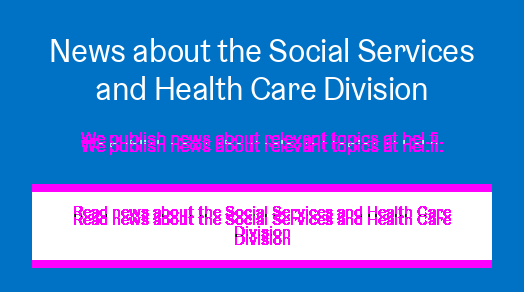 News about the Social Services
and Health Care Division
We publish news about relevant topics at hel.fi.
Read news about the Social Services and Health Care
Division